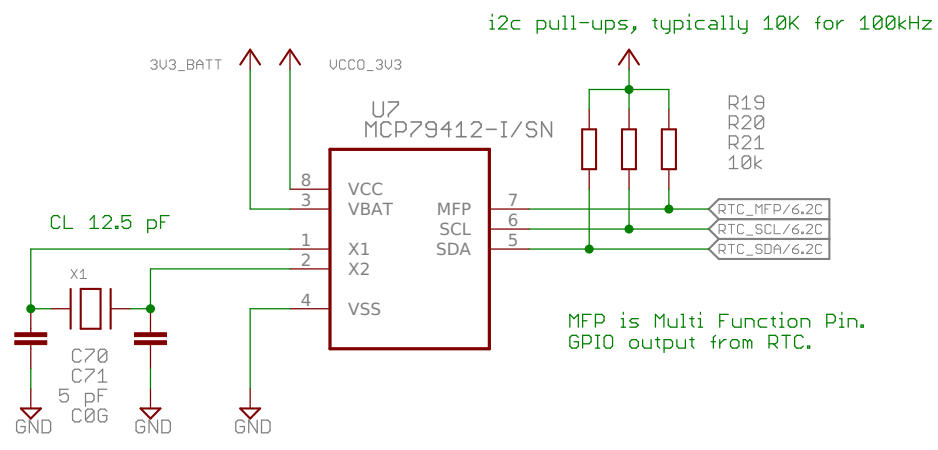 i2c pull-ups, typically 10K for 100kHz
3V3_BATT
VCCO_3V3
U7
MCP79412-I/SN
R19
R20
R21
10k
8 VCC
3 VBAT
MFP 7
SCL 6
SDA 5
RTC_MFP/6.2C
RTC_SCL/6.2C
RTC_SDA/6.2C
CL 12.5 pF
1 X1
2 X2
X1
4 VSS
MFP is Multi Function Pin.
GPIO output from RTC.
C70
C71
5 pF
C0G
GND
GND
GND